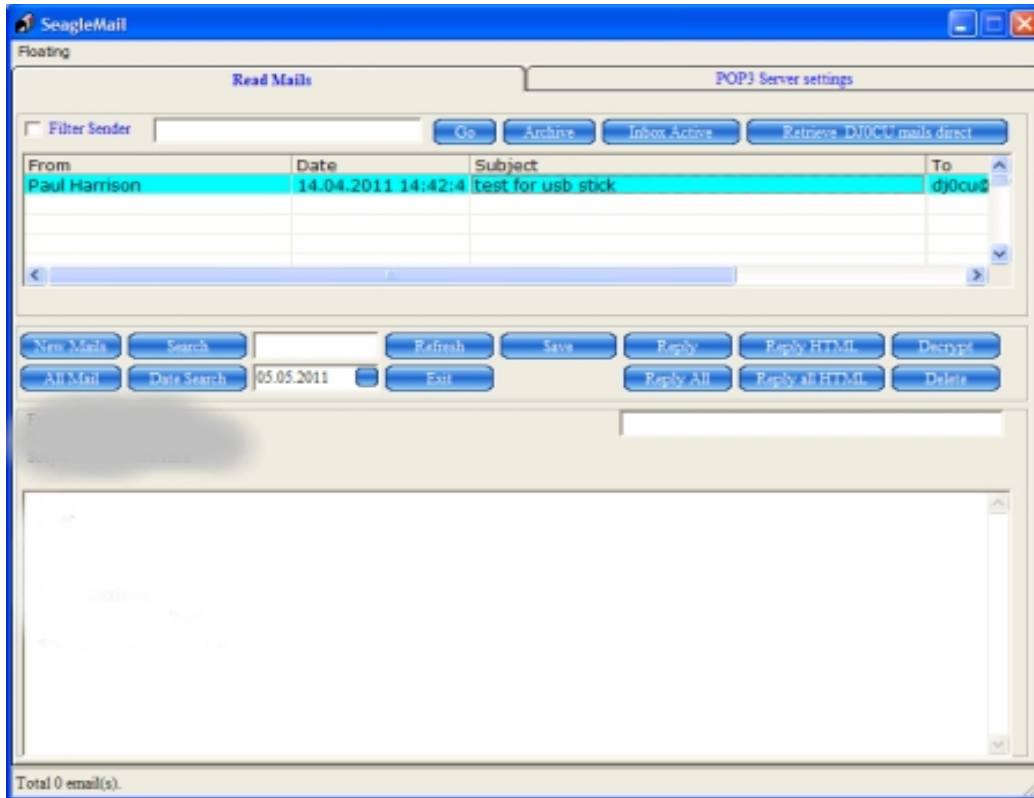 SeagleMail
Floating
Read Mails POP3 Server settings
Filter Sender Go Archive Inbox Active Retrieve DJ0CU mails direct
From Date Subject To
Paul Harrison 14.04.2011 14:42:4 test for usb stick dj0cu@
New Mails Search Refresh Save Reply Reply HTML Decrypt
All Mail Date Search 05.05.2011 Exit Reply All Reply all HTML Delete
Total 0 email(s).